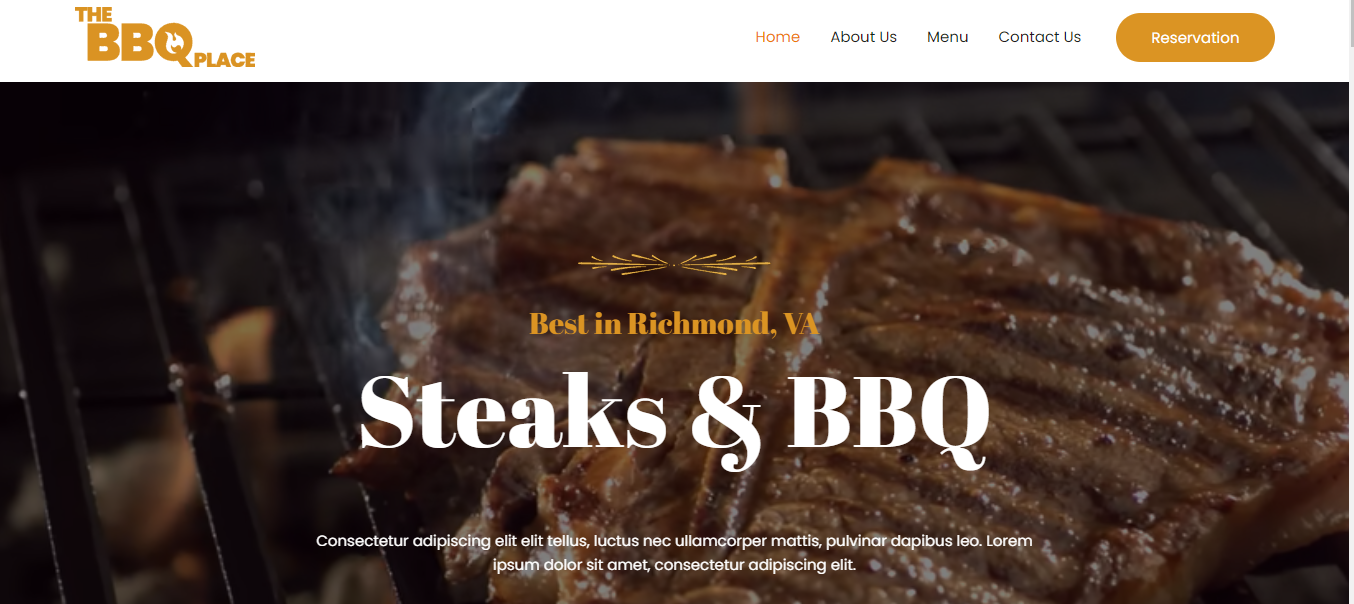 THE
BBQ
PLACE
Home
About Us
Menu
Contact Us
Reservation
Best in Richmond, VA
Steaks & BBQ
Consectetur adipiscing elit elit tellus, luctus nec ullamcorper mattis, pulvinar dapibus leo. Lorem
ipsum dolor sit amet, consectetur adipiscing elit.